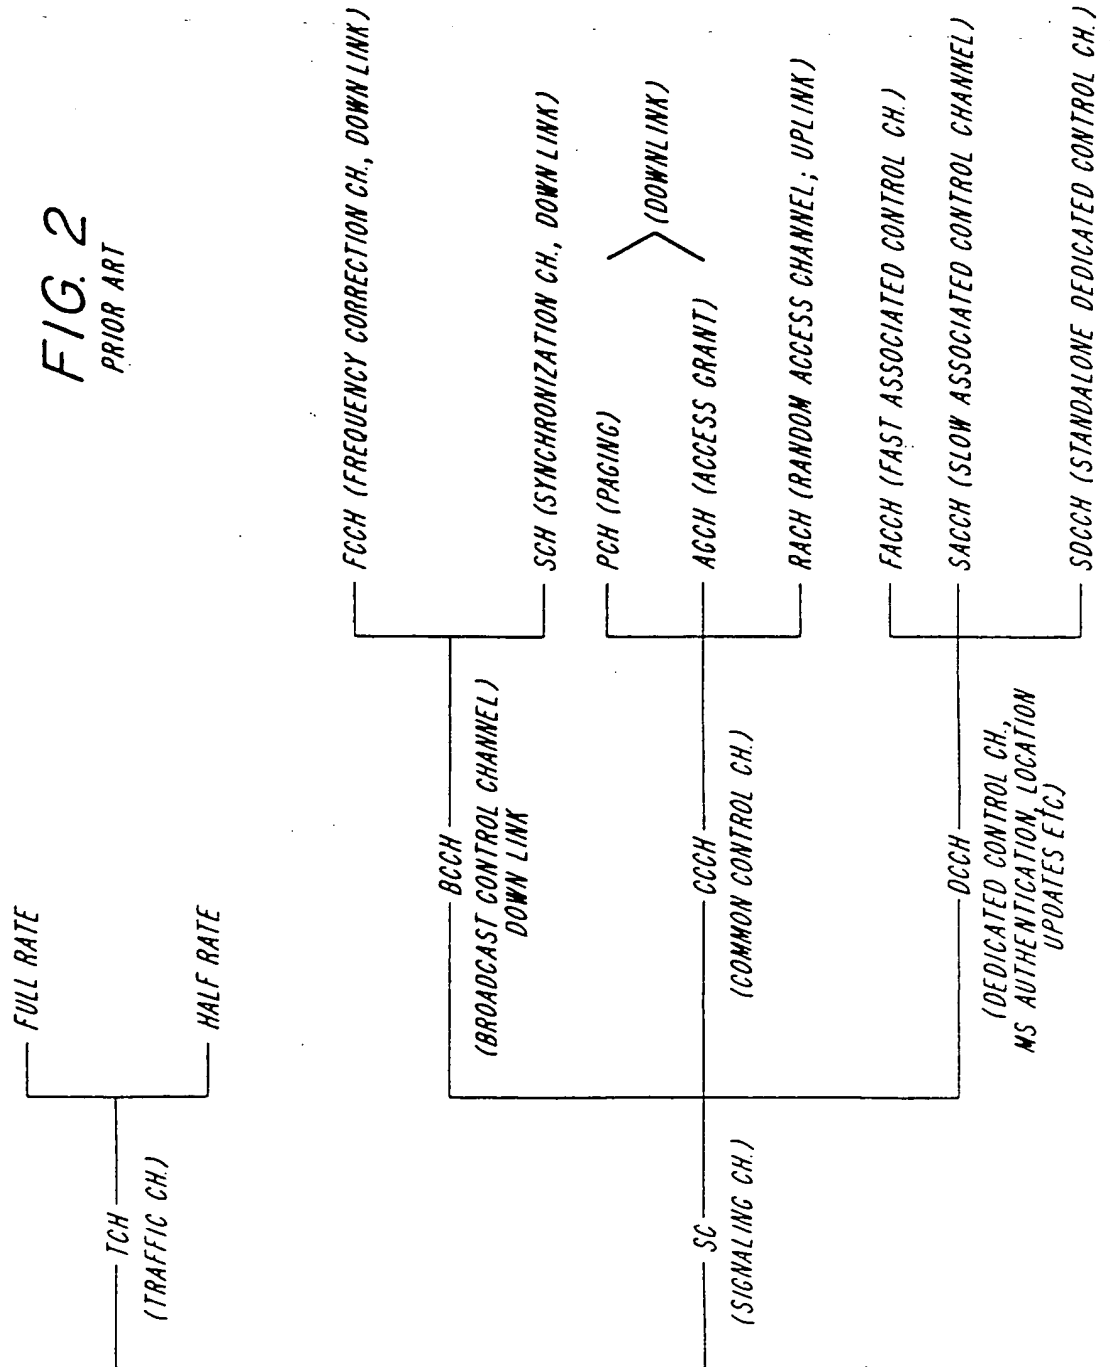 FIG. 2
PRIOR ART
TCH
(TRAFFIC CH.)
FULL RATE
HALF RATE
SC
(SIGNALING CH.)
BCCH
(BROADCAST CONTROL CHANNEL)
DOWN LINK
FCCH (FREQUENCY CORRECTION CH., DOWN LINK)
SCH (SYNCHRONIZATION CH., DOWN LINK)
CCCH
(COMMON CONTROL CH.)
PCH (PAGING)
AGCH (ACCESS GRANT)
(DOWNLINK)
RACH (RANDOM ACCESS CHANNEL; UPLINK)
DCCH
(DEDICATED CONTROL CH.,
MS AUTHENTICATION, LOCATION
UPDATES ETC)
FACCH (FAST ASSOCIATED CONTROL CH.)
SACCH (SLOW ASSOCIATED CONTROL CHANNEL)
SDCCH (STANDALONE DEDICATED CONTROL CH.)